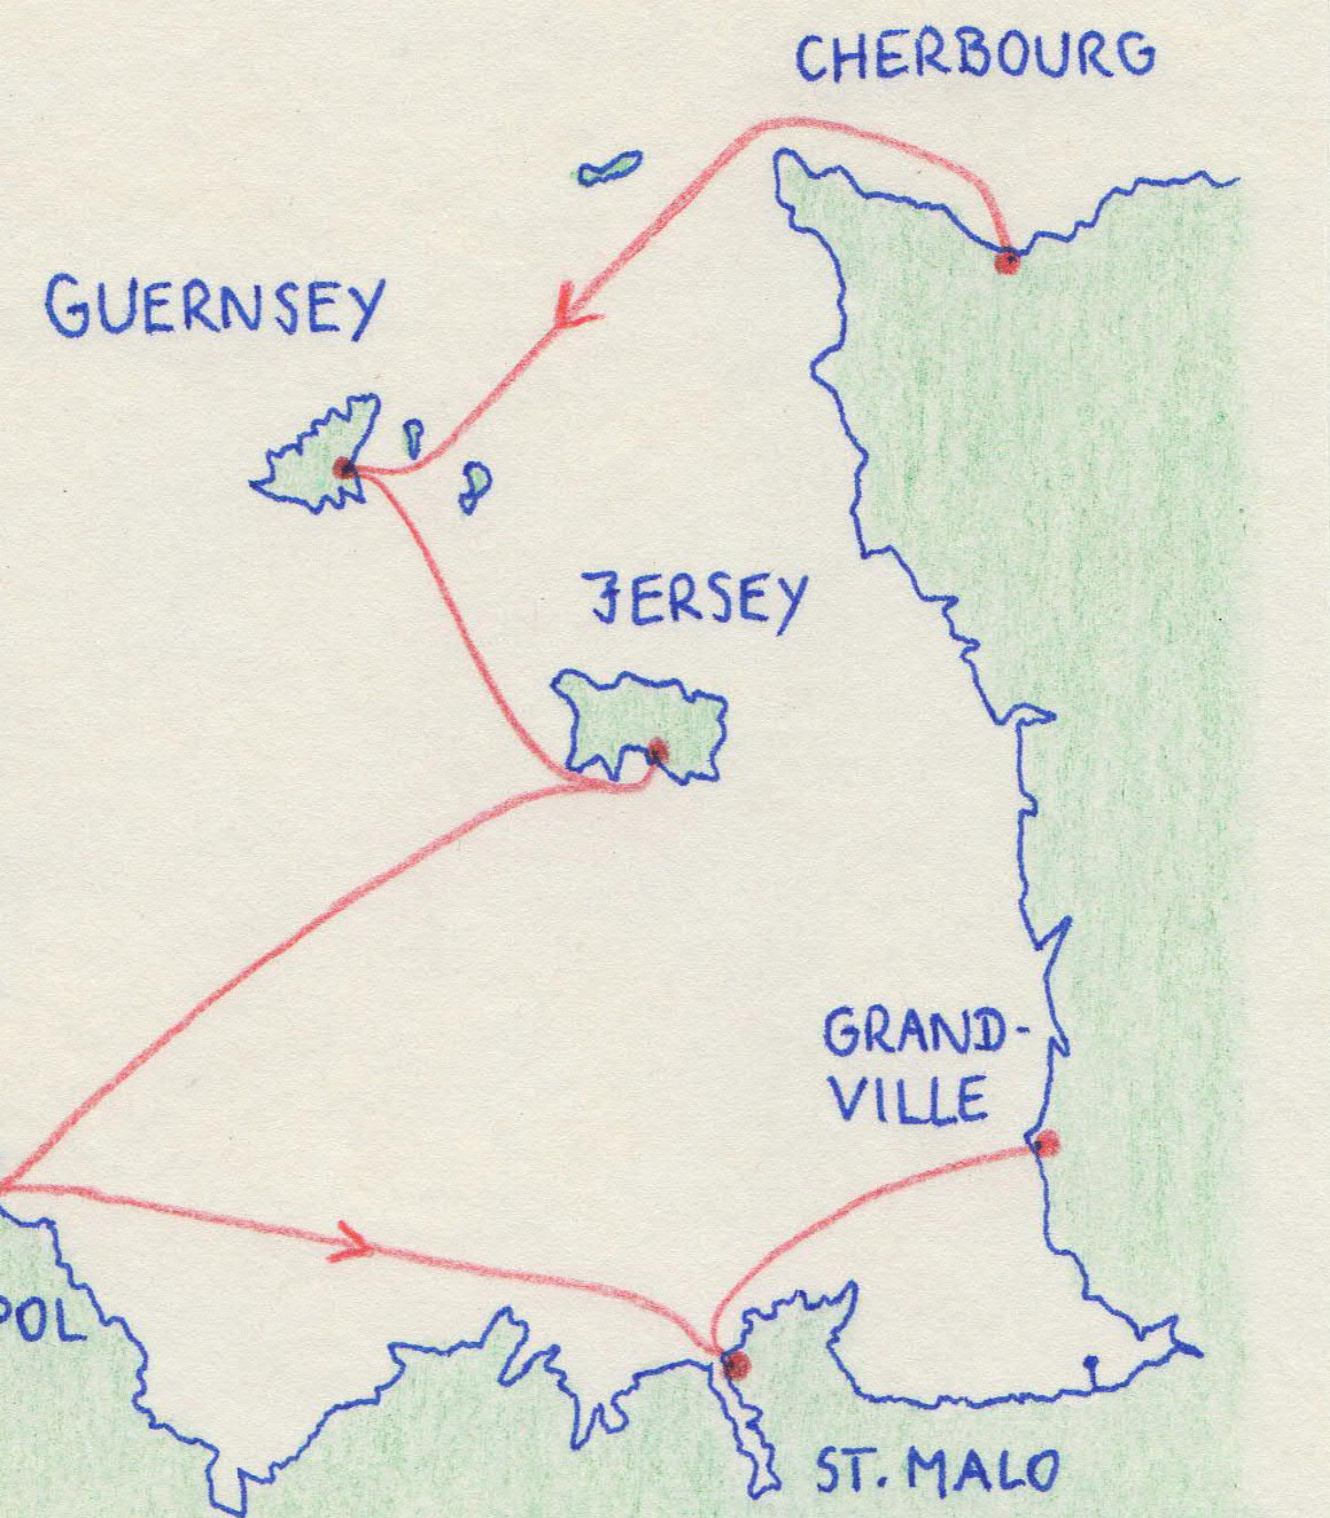 CHERBOURG
GUERNSEY
JERSEY
GRAND-
VILLE
POL
ST. MALO